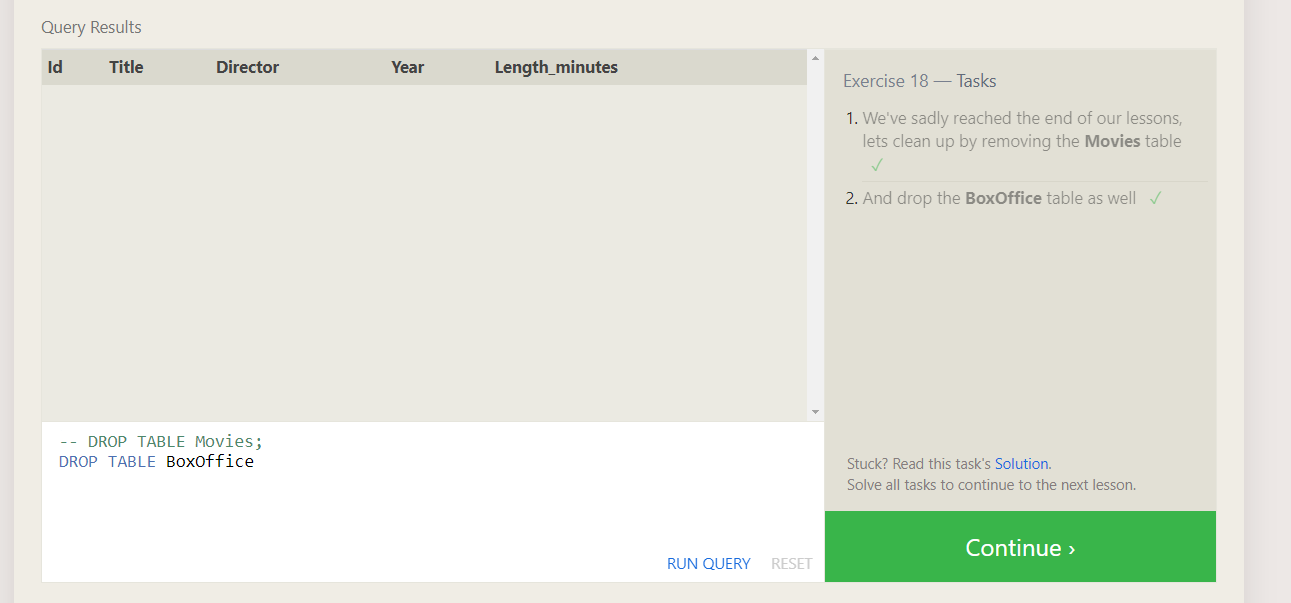 Query Results
Id Title Director Year Length_minutes
Exercise 18 — Tasks
1. We've sadly reached the end of our lessons,
lets clean up by removing the Movies table
✓
2. And drop the BoxOffice table as well ✓
-- DROP TABLE Movies;
DROP TABLE BoxOffice
RUN QUERY RESET
Stuck? Read this task's Solution.
Solve all tasks to continue to the next lesson.
Continue ›